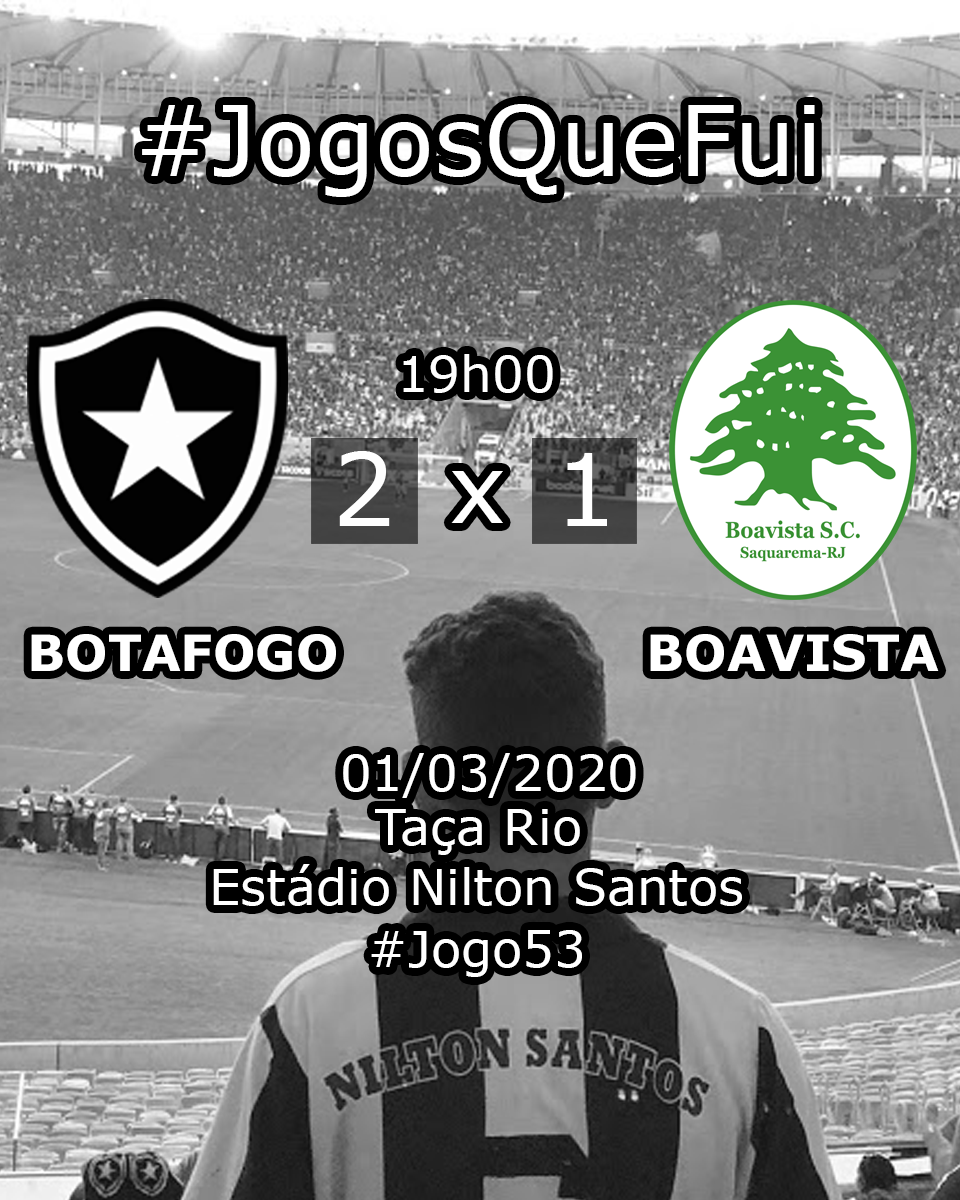 #JogosQueFui
19h00
2 x 1
Boavista S.C.
Saquarema-RJ
BOTAFOGO
BOAVISTA
01/03/2020
Taça Rio
Estádio Nilton Santos
#Jogo53
NILTON SANTOS